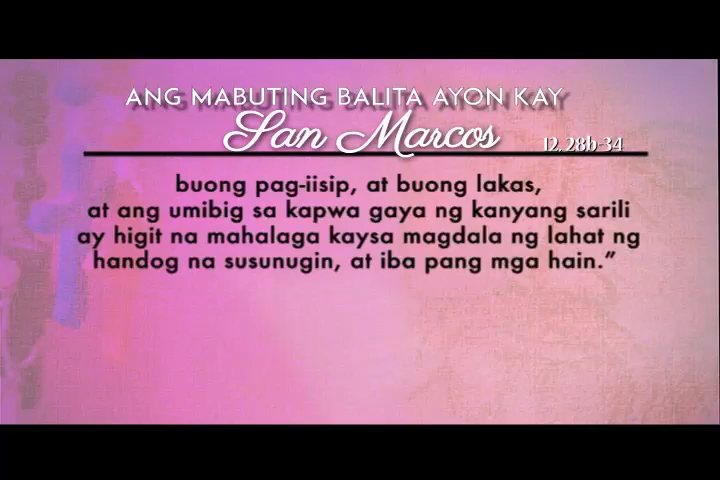 ANG MABUTING BALITA AYON KAY
San Marcos 12, 28b-34
buong pag-iisip, at buong lakas,
at ang umibig sa kapwa gaya ng kanyang sarili
ay higit na mahalaga kaysa magdala ng lahat ng
handog na susunugin, at iba pang mga hain.”